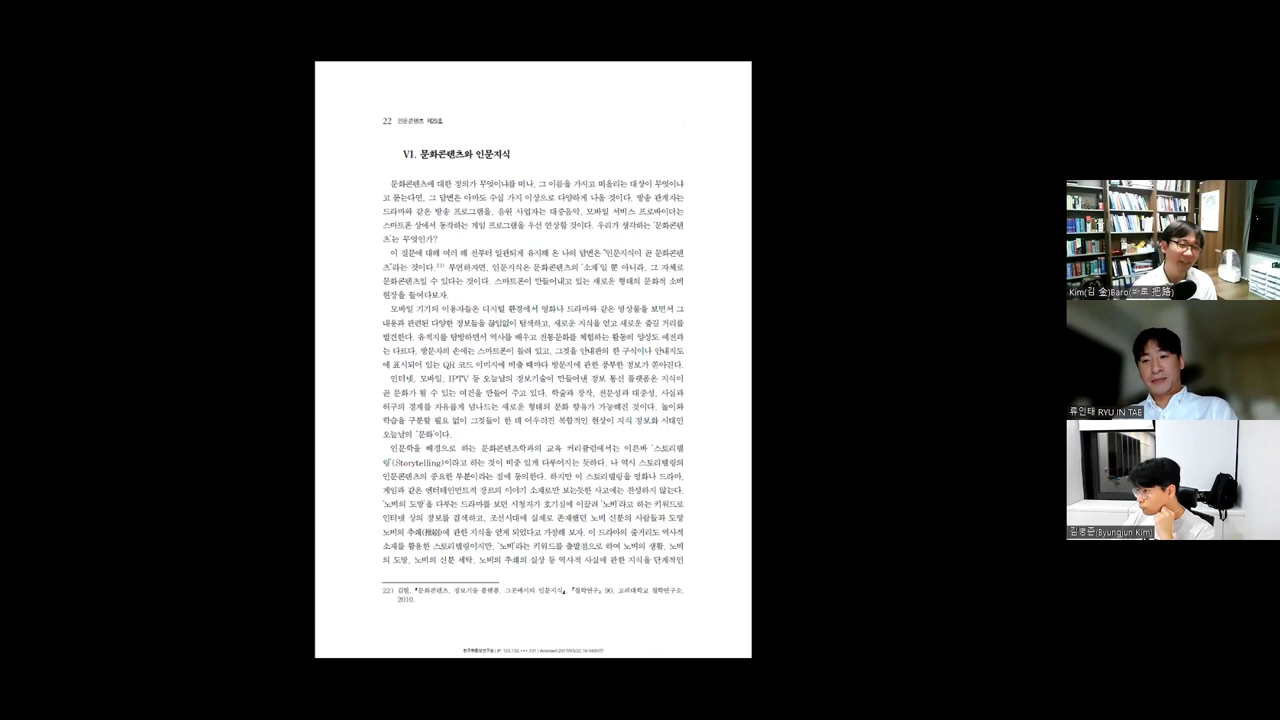 22 인문콘텐츠 제29호
VI. 문화콘텐츠와 인문지식
문화콘텐츠에 대한 정의가 무엇이냐를 떠나, 그 이름을 가지고 떠올리는 대상이 무엇이냐
고 묻는다면, 그 답변은 아마도 수십 가지 이상으로 다양하게 나올 것이다. 방송 관계자는
드라마와 같은 방송 프로그램을, 음원 사업자는 대중음악, 모바일 서비스 프로바이더는
스마트폰 상에서 동작하는 게임 프로그램을 우선 연상할 것이다. 우리가 생각하는 '문화콘텐
츠'는 무엇인가?
이 질문에 대해 여러 해 전부터 일관되게 유지해 온 나의 답변은 "인문지식이 곧 문화콘텐
츠"라는 것이다.22) 부연하자면, 인문지식은 문화콘텐츠의 '소재'일 뿐 아니라, 그 자체로
문화콘텐츠일 수 있다는 것이다. 스마트폰이 만들어내고 있는 새로운 형태의 문화적 소비
현장을 들여다보자.
모바일 기기의 이용자들은 디지털 환경에서 영화나 드라마와 같은 영상물을 보면서 그
내용과 관련된 다양한 정보들을 끊임없이 탐색하고, 새로운 지식을 얻고 새로운 즐길 거리를
발견한다. 유적지를 탐방하면서 역사를 배우고 전통문화를 체험하는 활동의 양상도 예전과
는 다르다. 방문자의 손에는 스마트폰이 들려 있고, 그것을 안내판의 한 구석이나 안내지도
에 표시되어 있는 QR 코드 이미지에 비출 때마다 방문지에 관한 풍부한 정보가 쏟아진다.
인터넷, 모바일, IPTV 등 오늘날의 정보기술이 만들어낸 정보 통신 플랫폼은 지식이
곧 문화가 될 수 있는 여건을 만들어 주고 있다. 학술과 창작, 전문성과 대중성, 사실과
허구의 경계를 자유롭게 넘나드는 새로운 형태의 문화 향유가 가능해진 것이다. 놀이와
학습을 구분할 필요 없이 그것들이 한 데 어우러진 복합적인 현상이 지식 정보화 시대인
오늘날의 '문화'이다.
인문학을 배경으로 하는 문화콘텐츠학과의 교육 커리큘럼에서는 이른바 '스토리텔
링'(Storytelling)이라고 하는 것이 비중 있게 다루어지는 듯하다. 나 역시 스토리텔링의
인문콘텐츠의 중요한 부분이라는 점에 동의한다. 하지만 이 스토리텔링을 영화나 드라마,
게임과 같은 엔터테인먼트적 장르의 이야기 소재로만 보는듯한 사고에는 찬성하지 않는다.
'노비의 도망'을 다루는 드라마를 보던 시청자가 호기심에 이끌려 '노비'라고 하는 키워드로
인터넷 상의 정보를 검색하고, 조선시대에 실제로 존재했던 노비 신분의 사람들과 도망
노비의 추쇄(推刷)에 관한 지식을 얻게 되었다고 가정해 보자. 이 드라마의 줄거리도 역사적
소재를 활용한 스토리텔링이지만, '노비'라는 키워드를 출발점으로 하여 노비의 생활, 노비
의 도망, 노비의 신분 세탁, 노비의 추쇄의 실상 등 역사적 사실에 관한 지식을 단계적인
22) 김현, 「문화콘텐츠, 정보기술 플랫폼, 그곳에서의 인문지식」, 『철학연구』 90, 고려대학교 철학연구소,
2010.
한국학중앙연구원 | IP: 125.132.***.101 | Accessed 2017/05/22 16:54(KST)
Kim(김 金)Baro(바로 把路)
류인태 RYU IN TAE
김병준(Byungjun Kim)